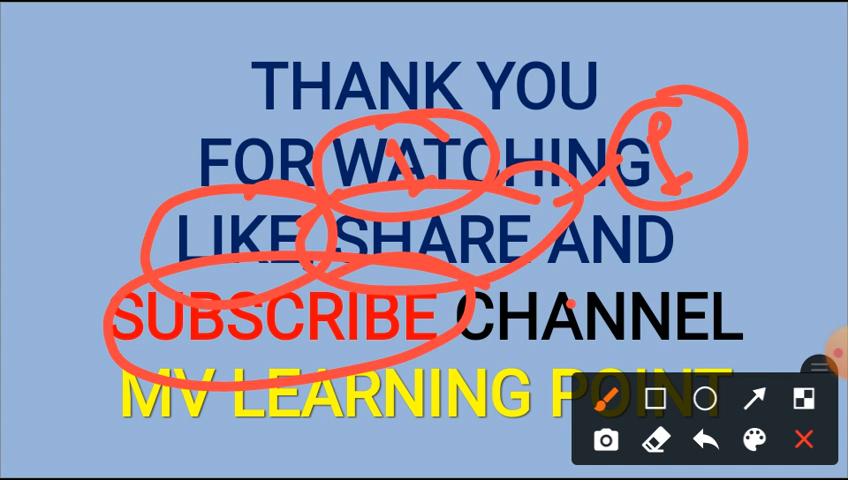 THANK YOU
FOR WATCHING
LIKE, SHARE AND
SUBSCRIBE CHANNEL
MV LEARNING POINT